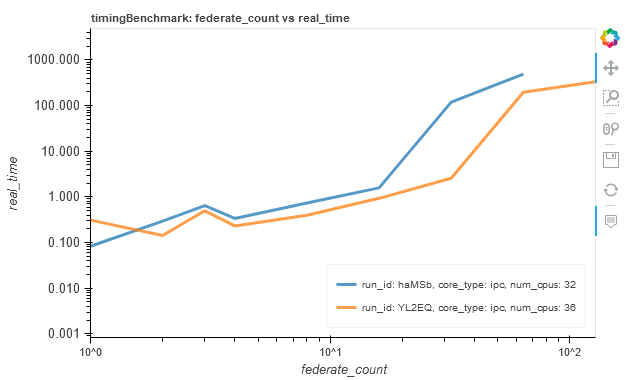 timingBenchmark: federate_count vs real_time
real_time
1000.000
100.000
10.000
1.000
0.100
0.010
0.001
run_id: haMSb, core_type: ipc, num_cpus: 32
run_id: YL2EQ, core_type: ipc, num_cpus: 36
10^0
10^1
10^2
federate_count